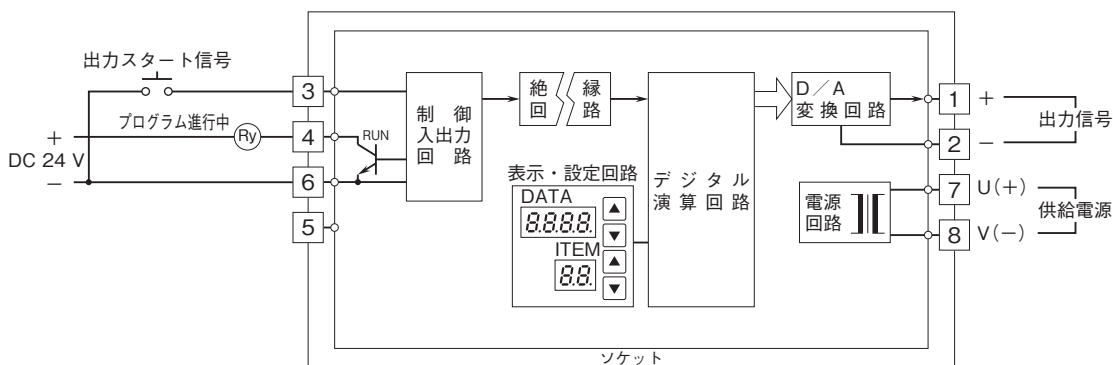 出力スタート信号
3
プログラム進行中
Ry
4
RUN
+
DC 24 V
−
6
5
制御
入出力
回路
絶縁
回路
表示・設定回路
DATA
8.8.8.8.
ITEM
8.8.
▲
▼
▲
▼
デジタル
演算回路
D/A
変換回路
電源
回路
1
+
2
−
出力信号
7
U(+)
8
V(−)
供給電源
ソケット